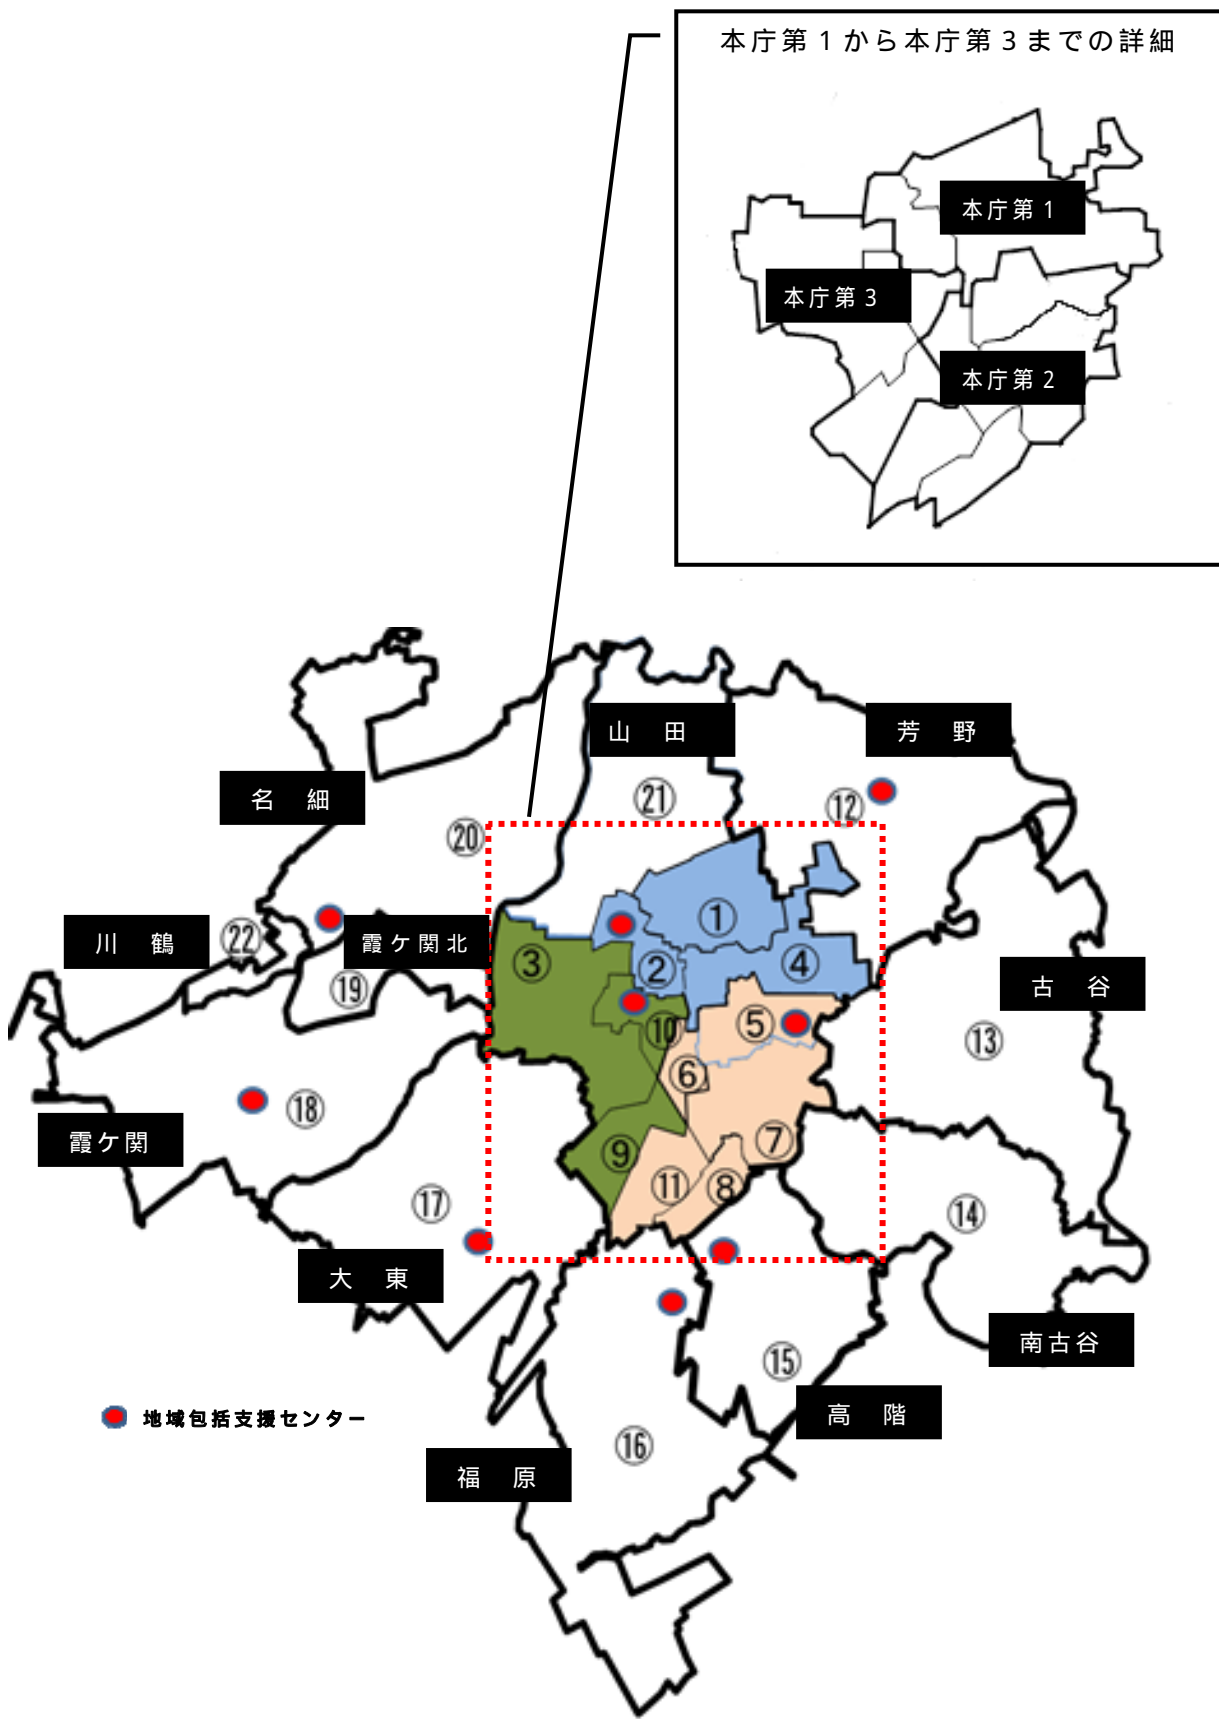 本庁第1から本庁第3までの詳細
本庁第1
本庁第3
本庁第2
山 田
芳 野
名 細
㉑
⑫
⑳
①
川 鶴
㉒
霞ケ関北
③
②
④
古 谷
⑲
⑩
⑤
⑬
⑥
霞ケ関
⑱
⑨
⑦
⑪
⑧
⑰
⑭
大 東
南古谷
⑮
地域包括支援センター
高 階
⑯
福 原